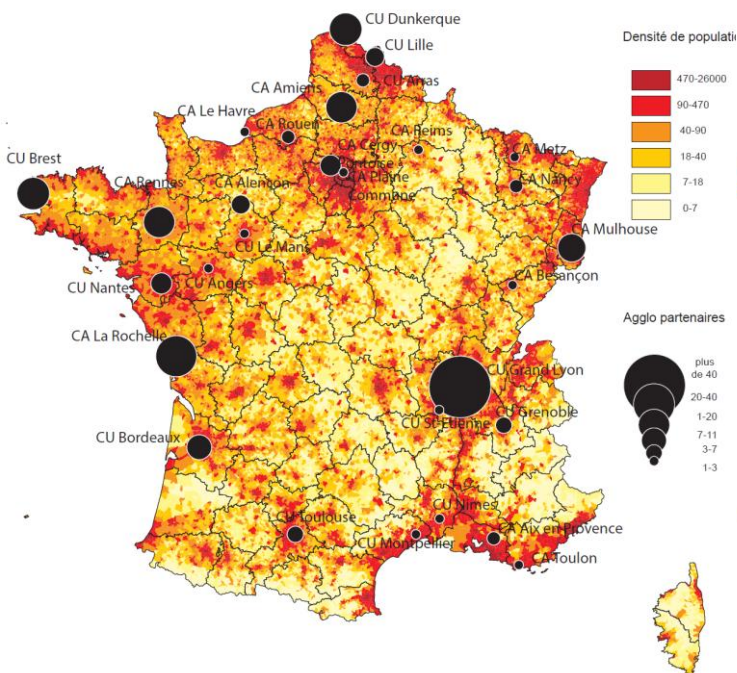 CU Dunkerque
CU Lille
CU Arras
CA Amiens
CA Le Havre
CA Rouen
CA Reims
CA Cergy
Pontoise
CA Metz
CU Brest
CA Rennes
CA Alençon
CA Plaine
Commune
CA Nancy
CA Mulhouse
CU Le Mans
CU Angers
CU Nantes
CA Besançon
CA La Rochelle
CU Grand Lyon
CU St-Etienne
CU Grenoble
CU Bordeaux
CU Toulouse
CU Nimes
CU Montpellier
CA Aix en Provence
CA Toulon
Densité de populati
470-26000
90-470
40-90
18-40
7-18
0-7
Agglo partenaires
plus
de 40
20-40
1-20
7-11
3-7
1-3